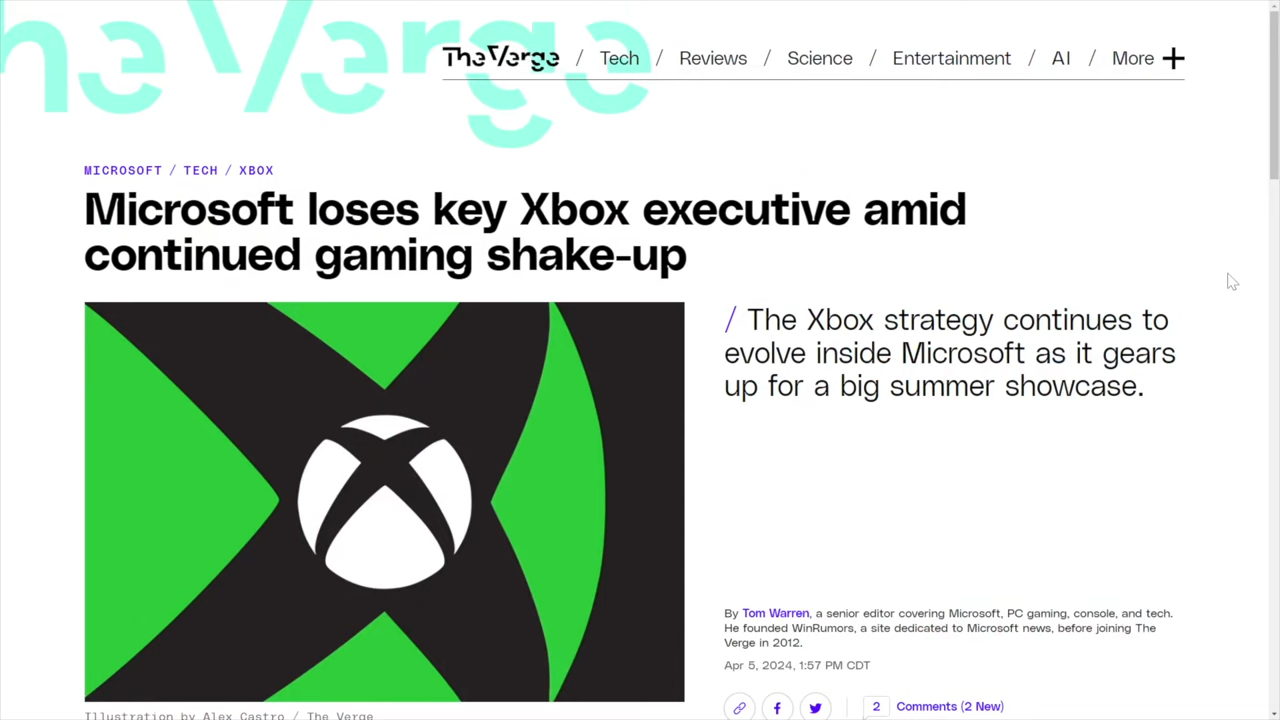 The Verge
The Verge / Tech / Reviews / Science / Entertainment / AI / More +
MICROSOFT / TECH / XBOX
Microsoft loses key Xbox executive amid
continued gaming shake-up
/ The Xbox strategy continues to
evolve inside Microsoft as it gears
up for a big summer showcase.
By Tom Warren, a senior editor covering Microsoft, PC gaming, console, and tech.
He founded WinRumors, a site dedicated to Microsoft news, before joining The
Verge in 2012.
Apr 5, 2024, 1:57 PM CDT
2 Comments (2 New)
Illustration by Alex Castro / The Verge